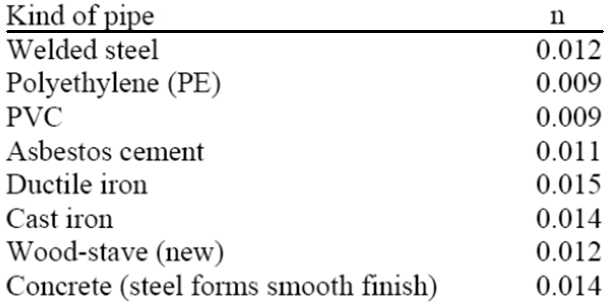 Kind of pipe n
Welded steel 0.012
Polyethylene (PE) 0.009
PVC 0.009
Asbestos cement 0.011
Ductile iron 0.015
Cast iron 0.014
Wood-stave (new) 0.012
Concrete (steel forms smooth finish) 0.014